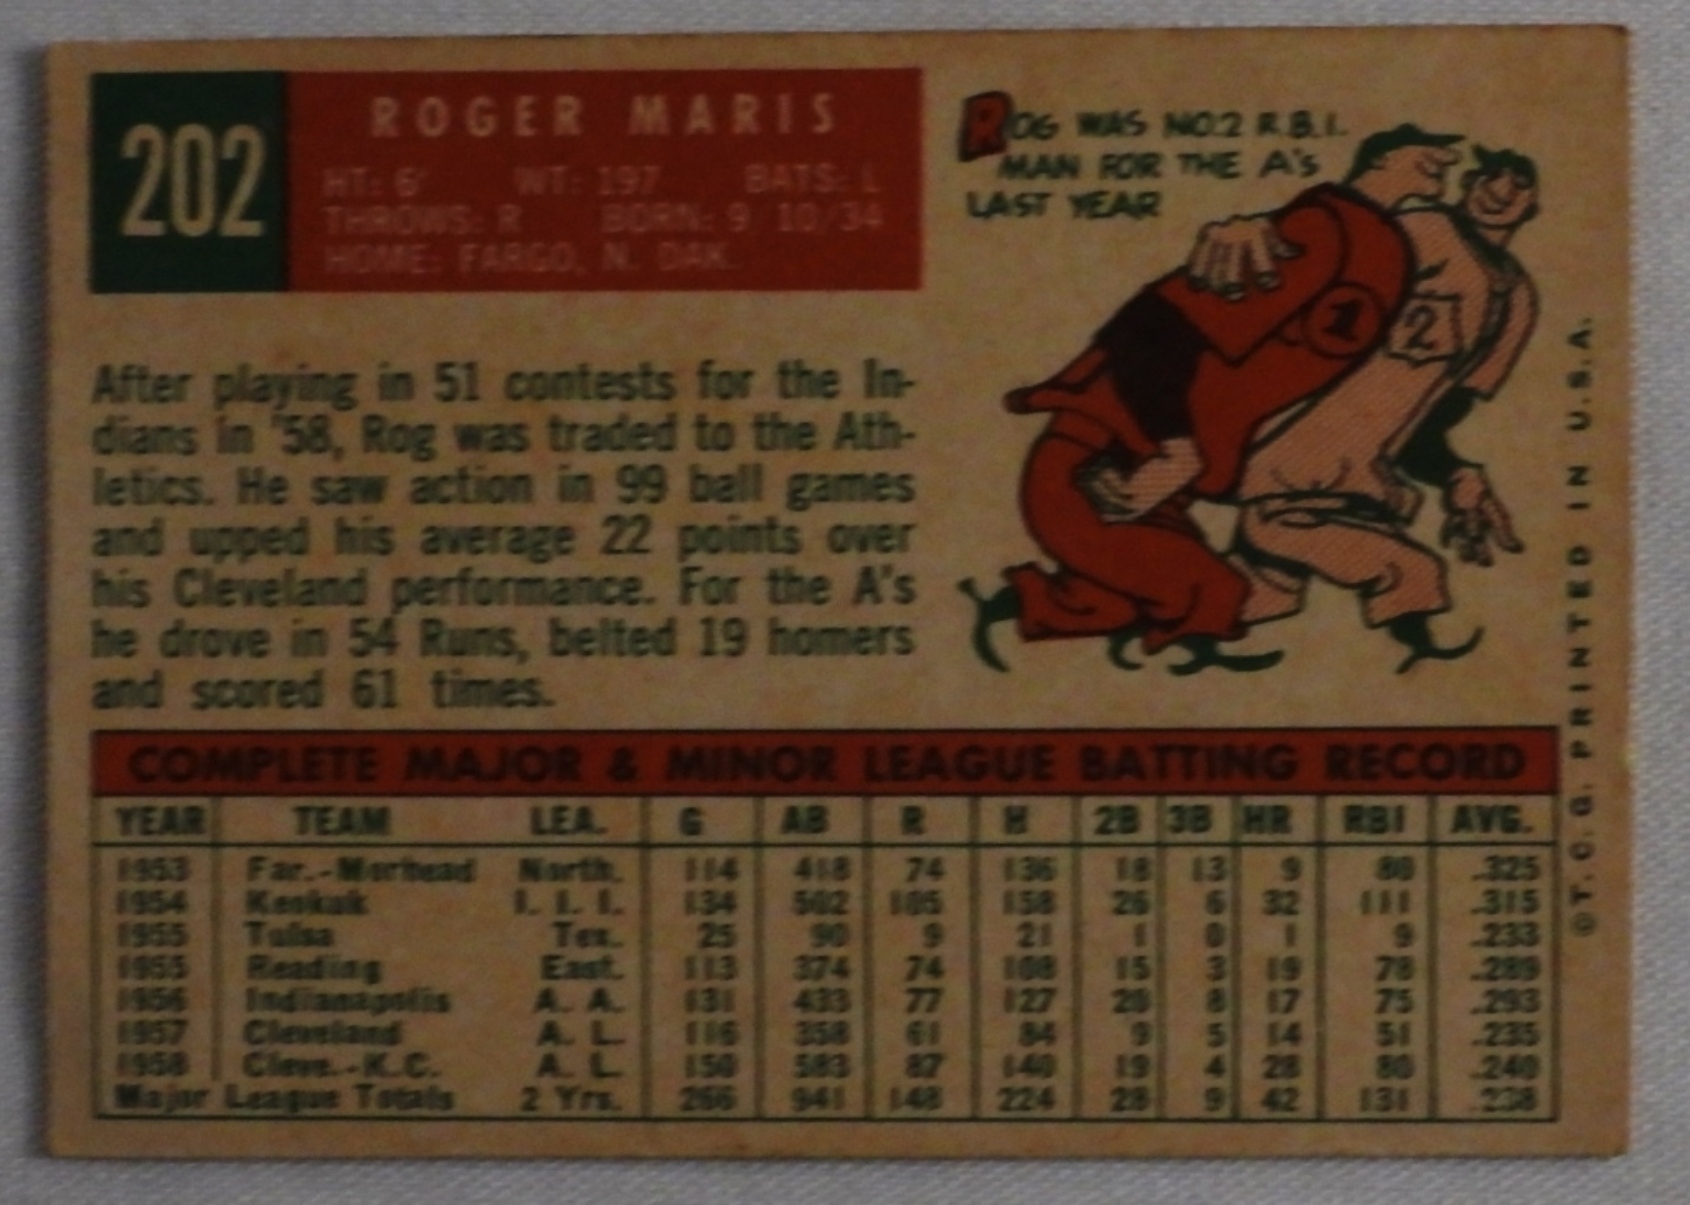 202
ROGER MARIS
HT: 6' WT: 197 BATS: L
THROWS: R BORN: 9 10/34
HOME: FARGO, N. DAK.
ROG WAS NO.2 R.B.I.
MAN FOR THE A's
LAST YEAR
1
2
After playing in 51 contests for the In-
dians in '58, Rog was traded to the Ath-
letics. He saw action in 99 ball games
and upped his average 22 points over
his Cleveland performance. For the A's
he drove in 54 Runs, belted 19 homers
and scored 61 times.
COMPLETE MAJOR & MINOR LEAGUE BATTING RECORD
YEAR TEAM LEA. G AB R H 2B 3B HR RBI AVG.
1953 Far.-Morhead North. 114 418 74 136 18 13 9 80 .325
1954 Keokuk I. I. I. 134 502 105 158 26 6 32 111 .315
1955 Tulsa Tex. 25 90 9 21 1 0 1 9 .233
1955 Reading East. 113 374 74 108 15 3 19 78 .289
1956 Indianapolis A. A. 131 433 77 127 20 8 17 75 .293
1957 Cleveland A. L. 116 358 61 84 9 5 14 51 .235
1958 Cleve.-K.C. A. L. 150 583 87 140 19 4 28 80 .240
Major League Totals 2 Yrs. 266 941 148 224 28 9 42 131 .238
©T. C. G. PRINTED IN U.S.A.